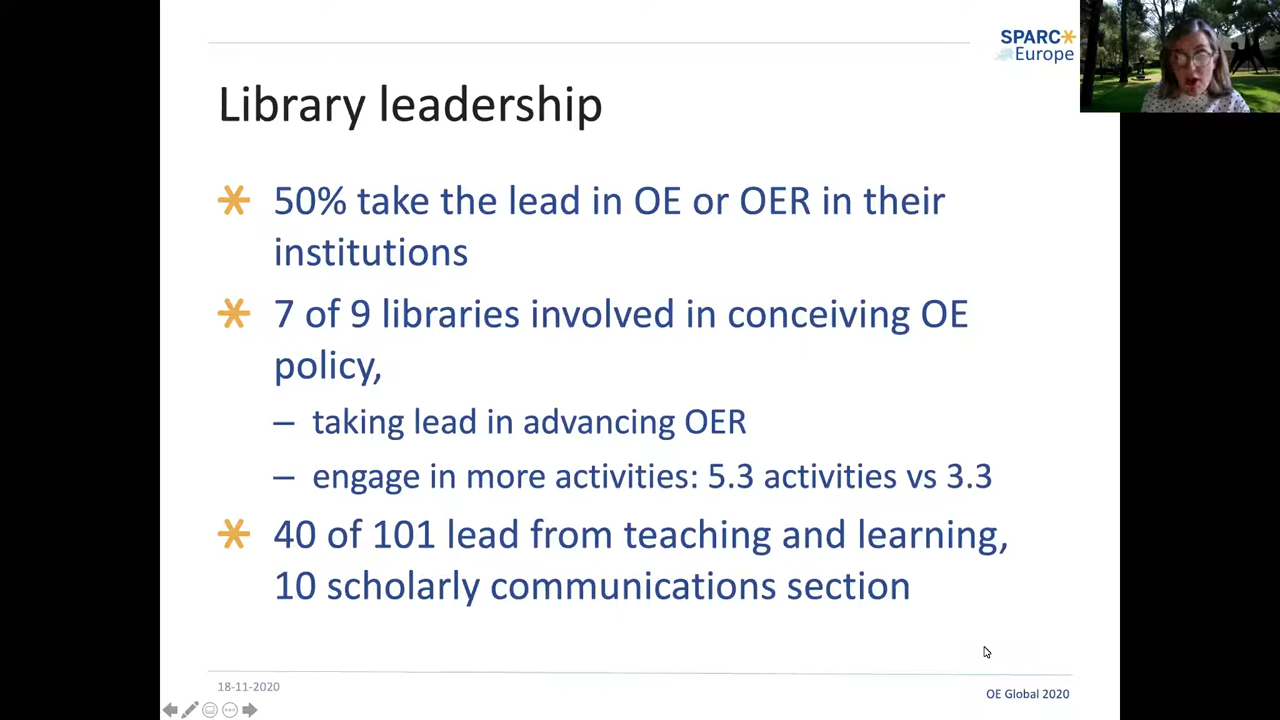 SPARC
Europe
Library leadership
50% take the lead in OE or OER in their
institutions
7 of 9 libraries involved in conceiving OE
policy,
– taking lead in advancing OER
– engage in more activities: 5.3 activities vs 3.3
40 of 101 lead from teaching and learning,
10 scholarly communications section
18-11-2020
OE Global 2020